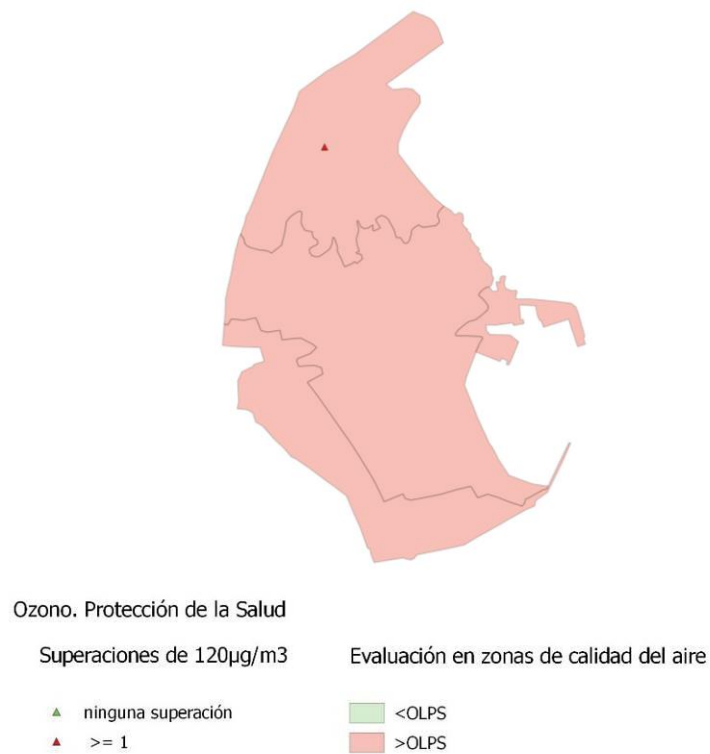 Ozono. Protección de la Salud
Superaciones de 120µg/m3
Evaluación en zonas de calidad del aire
ninguna superación
<OLPS
>= 1
>OLPS